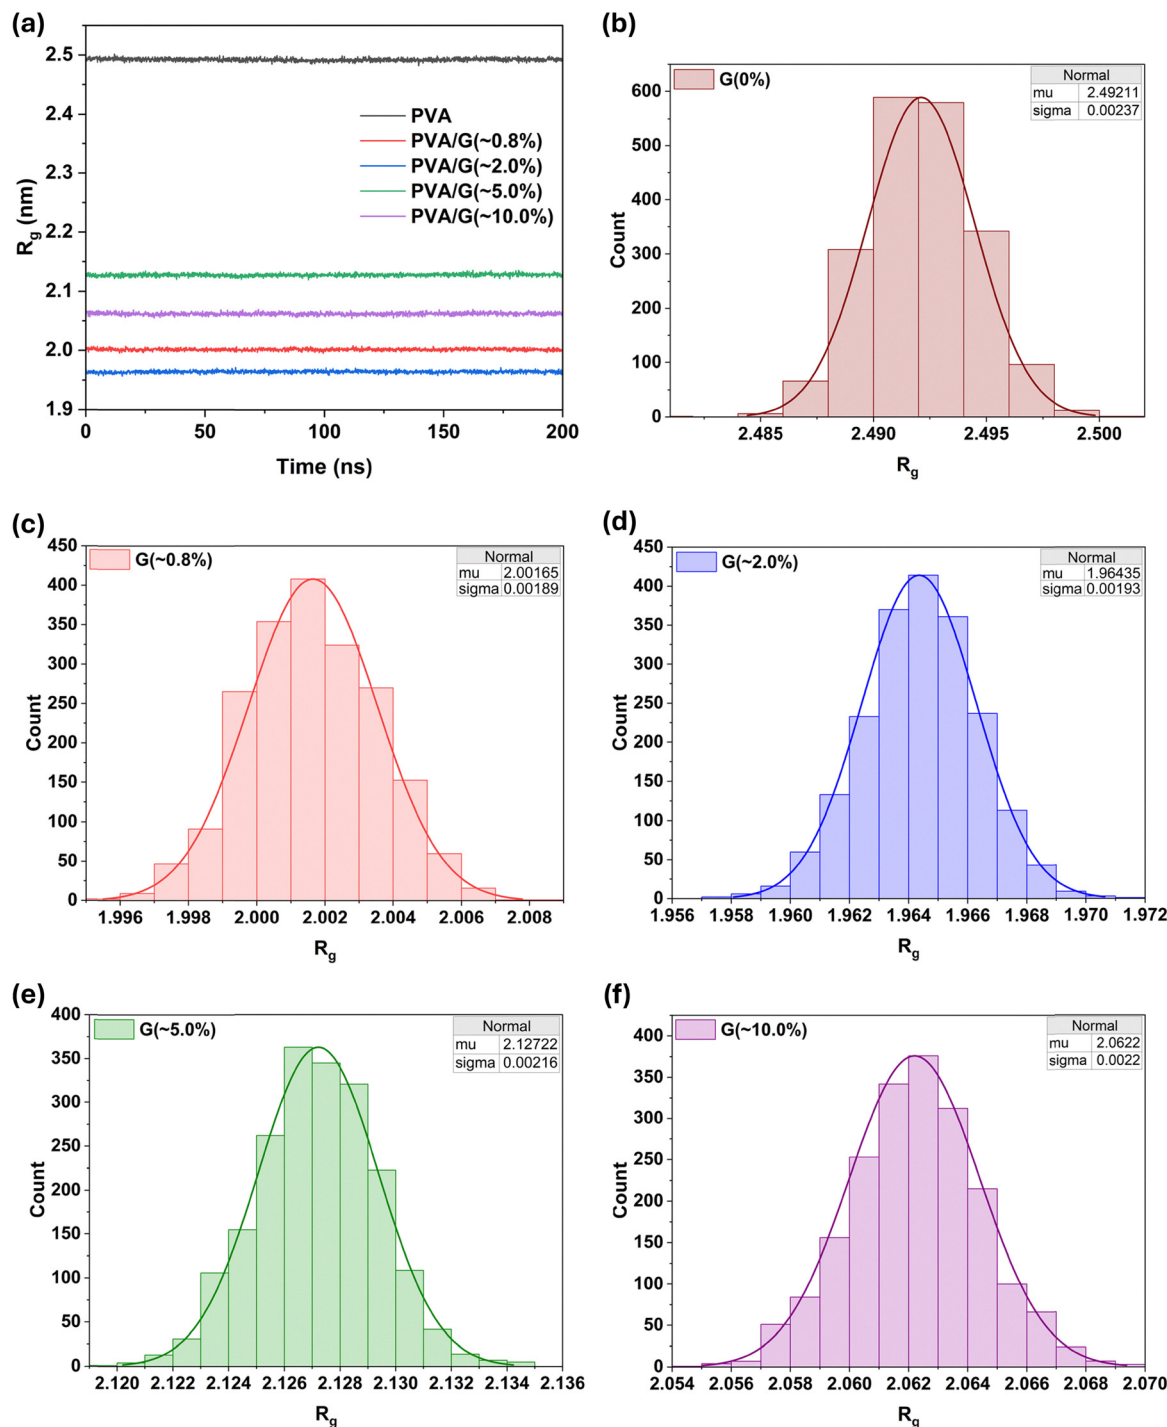 (a)
2.5
2.4
2.3
2.2
2.1
2.0
1.9
Rg (nm)
PVA
PVA/G(~0.8%)
PVA/G(~2.0%)
PVA/G(~5.0%)
PVA/G(~10.0%)
0 50 100 150 200
Time (ns)
(b)
G(0%)
Normal
mu 2.49211
sigma 0.00237
600
500
400
300
200
100
0
Count
2.485 2.490 2.495 2.500
Rg
(c)
G(~0.8%)
Normal
mu 2.00165
sigma 0.00189
450
400
350
300
250
200
150
100
50
0
Count
1.996 1.998 2.000 2.002 2.004 2.006 2.008
Rg
(d)
G(~2.0%)
Normal
mu 1.96435
sigma 0.00193
450
400
350
300
250
200
150
100
50
0
Count
1.956 1.958 1.960 1.962 1.964 1.966 1.968 1.970 1.972
Rg
(e)
G(~5.0%)
Normal
mu 2.12722
sigma 0.00216
400
350
300
250
200
150
100
50
0
Count
2.120 2.122 2.124 2.126 2.128 2.130 2.132 2.134 2.136
Rg
(f)
G(~10.0%)
Normal
mu 2.0622
sigma 0.0022
400
350
300
250
200
150
100
50
0
Count
2.054 2.056 2.058 2.060 2.062 2.064 2.066 2.068 2.070
Rg